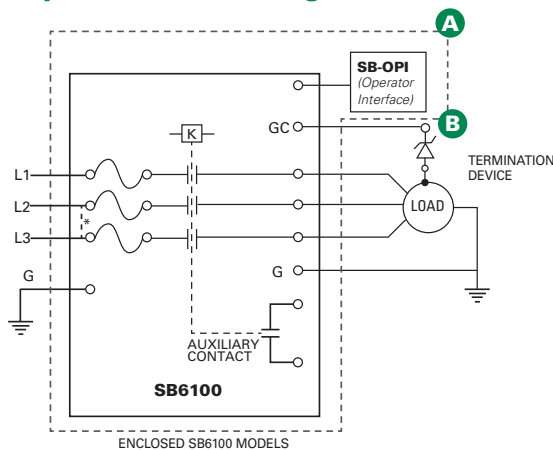 A
SB-OPI
(Operator
Interface)
B
GC
K
TERMINATION
DEVICE
L1
L2
LOAD
*
L3
G
G
AUXILIARY
CONTACT
SB6100
ENCLOSED SB6100 MODELS